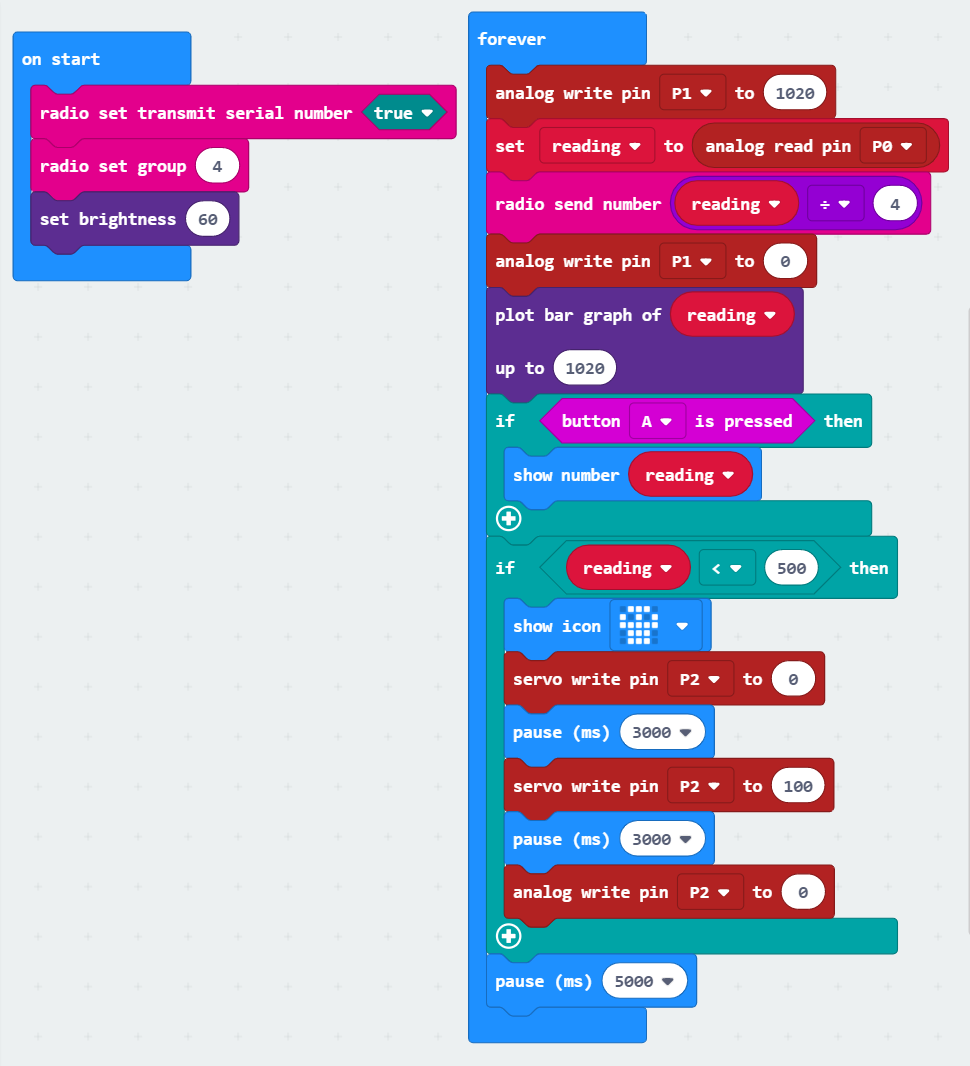 on start
radio set transmit serial number true
radio set group 4
set brightness 60
forever
analog write pin P1 to 1020
set reading to analog read pin P0
radio send number reading ÷ 4
analog write pin P1 to 0
plot bar graph of reading
up to 1020
if button A is pressed then
show number reading
if reading < 500 then
show icon
servo write pin P2 to 0
pause (ms) 3000
servo write pin P2 to 100
pause (ms) 3000
analog write pin P2 to 0
pause (ms) 5000